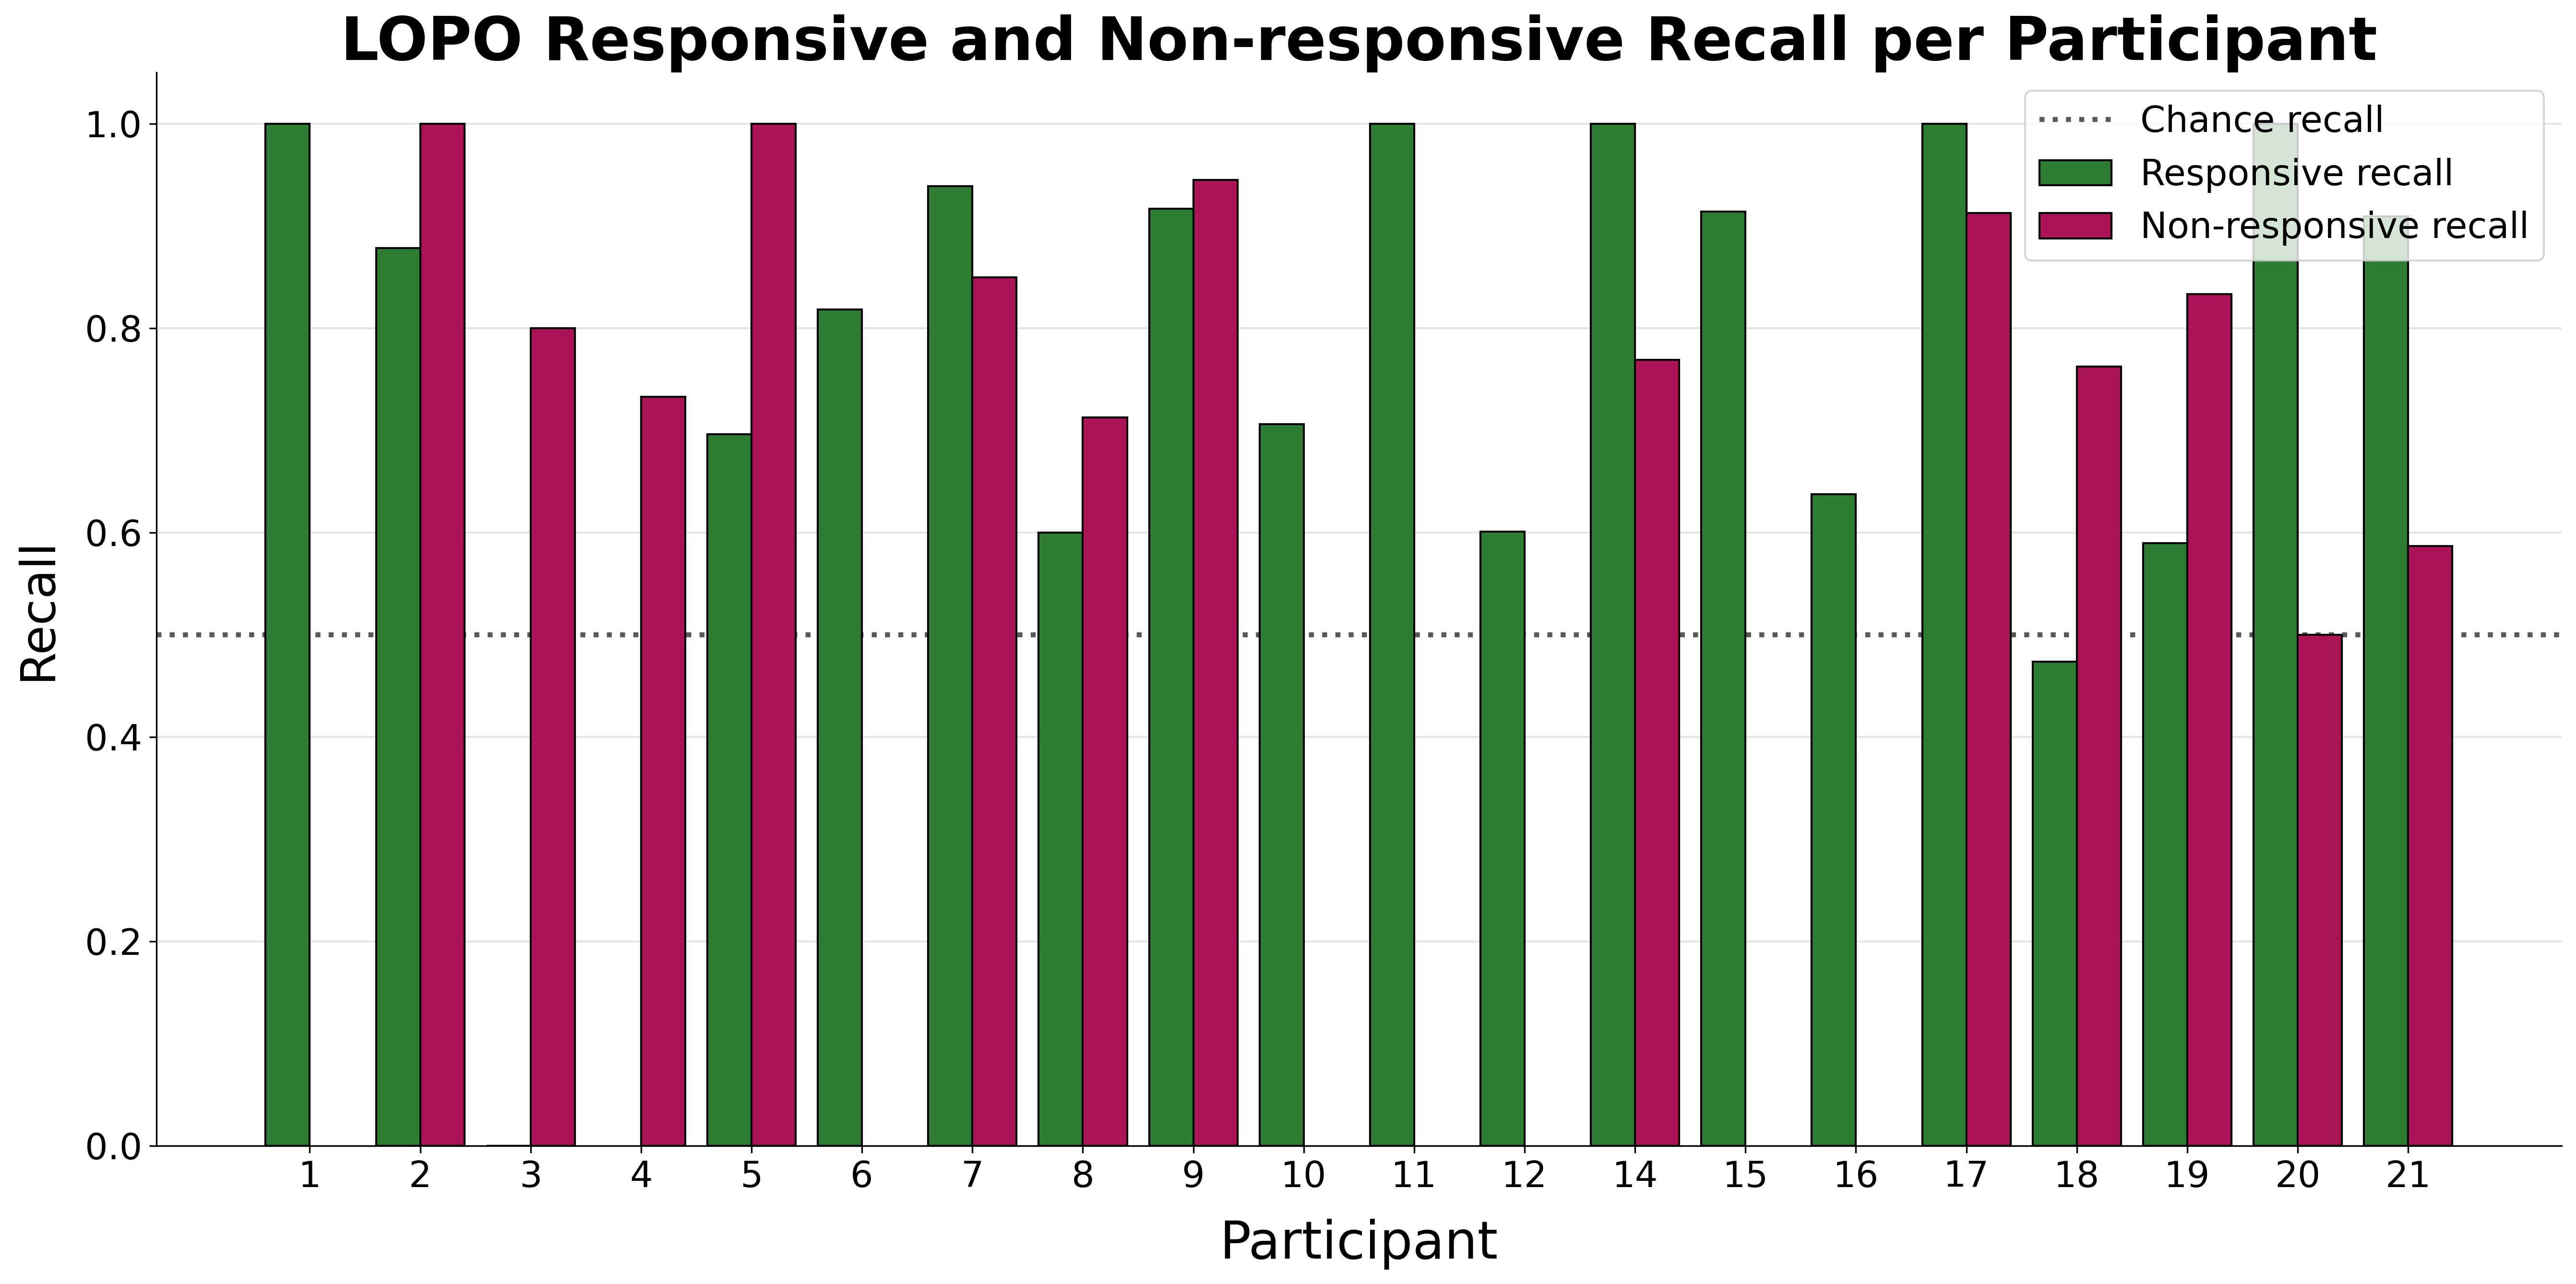 LOPO Responsive and Non-responsive Recall per Participant
Chance recall
Responsive recall
Non-responsive recall
Recall
1.0
0.8
0.6
0.4
0.2
0.0
1 2 3 4 5 6 7 8 9 10 11 12 14 15 16 17 18 19 20 21
Participant